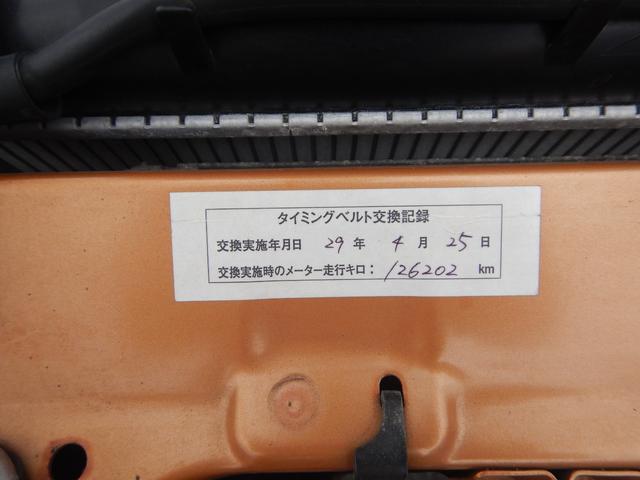 タイミングベルト交換記録
交換実施年月日 29 年 4 月 25 日
交換実施時のメーター走行キロ： 126202 km